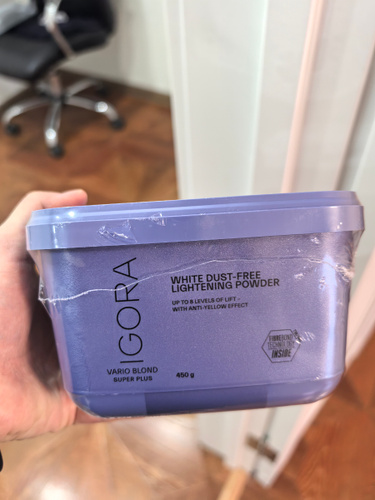 IGORA
VARIO BLOND
SUPER PLUS
WHITE DUST-FREE
LIGHTENING POWDER
UP TO 8 LEVELS OF LIFT -
WITH ANTI-YELLOW EFFECT
450 g
INSIDE